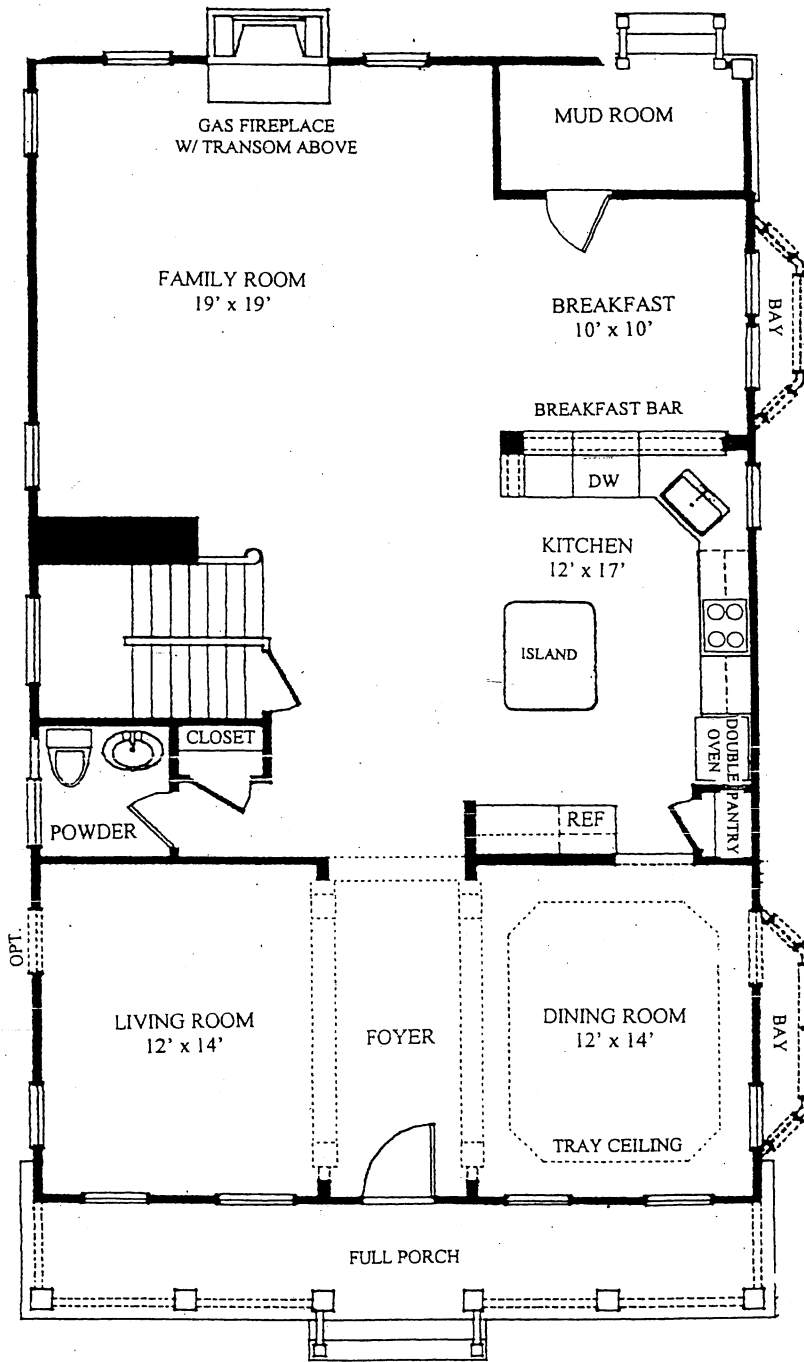 GAS FIREPLACE
W/ TRANSOM ABOVE
MUD ROOM
FAMILY ROOM
19’ x 19’
BREAKFAST
10’ x 10’
BAY
BREAKFAST BAR
DW
KITCHEN
12’ x 17’
ISLAND
CLOSET
DOUBLE
OVEN
PANTRY
POWDER
REF
OPT.
LIVING ROOM
12’ x 14’
FOYER
DINING ROOM
12’ x 14’
BAY
TRAY CEILING
FULL PORCH